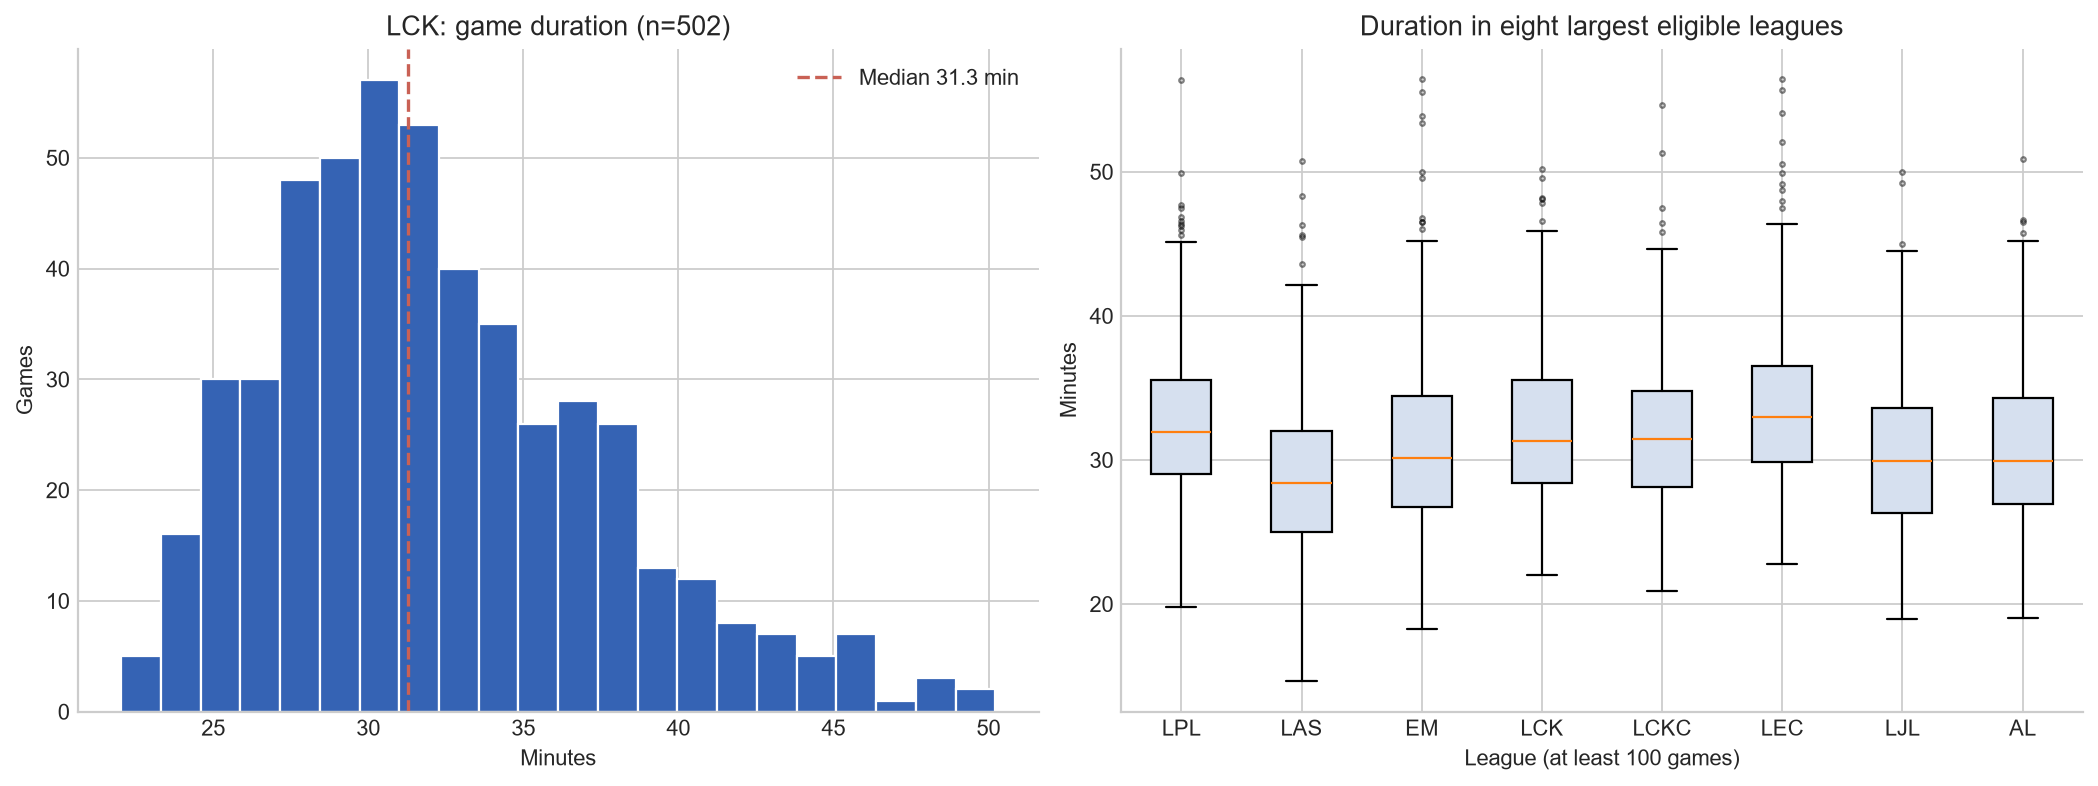 LCK: game duration (n=502)
Median 31.3 min
Games
50
40
30
20
10
0
25 30 35 40 45 50
Minutes
Duration in eight largest eligible leagues
Minutes
50
40
30
20
LPL LAS EM LCK LCKC LEC LJL AL
League (at least 100 games)